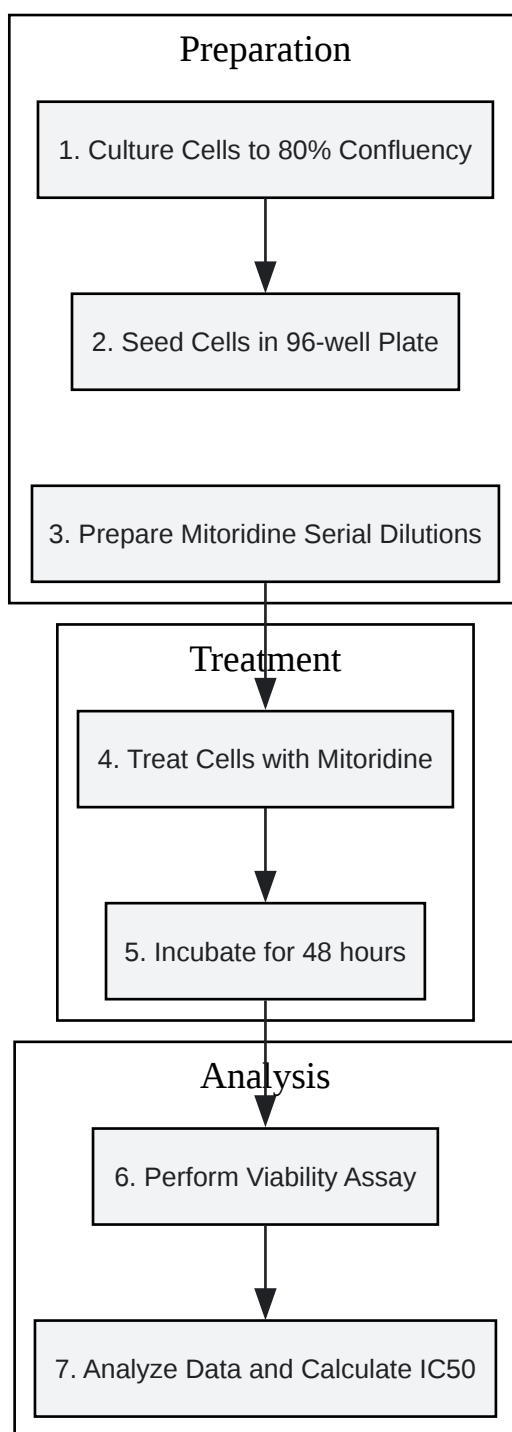 Preparation
1. Culture Cells to 80% Confluency
2. Seed Cells in 96-well Plate
3. Prepare Mitoridine Serial Dilutions
Treatment
4. Treat Cells with Mitoridine
5. Incubate for 48 hours
Analysis
6. Perform Viability Assay
7. Analyze Data and Calculate IC50